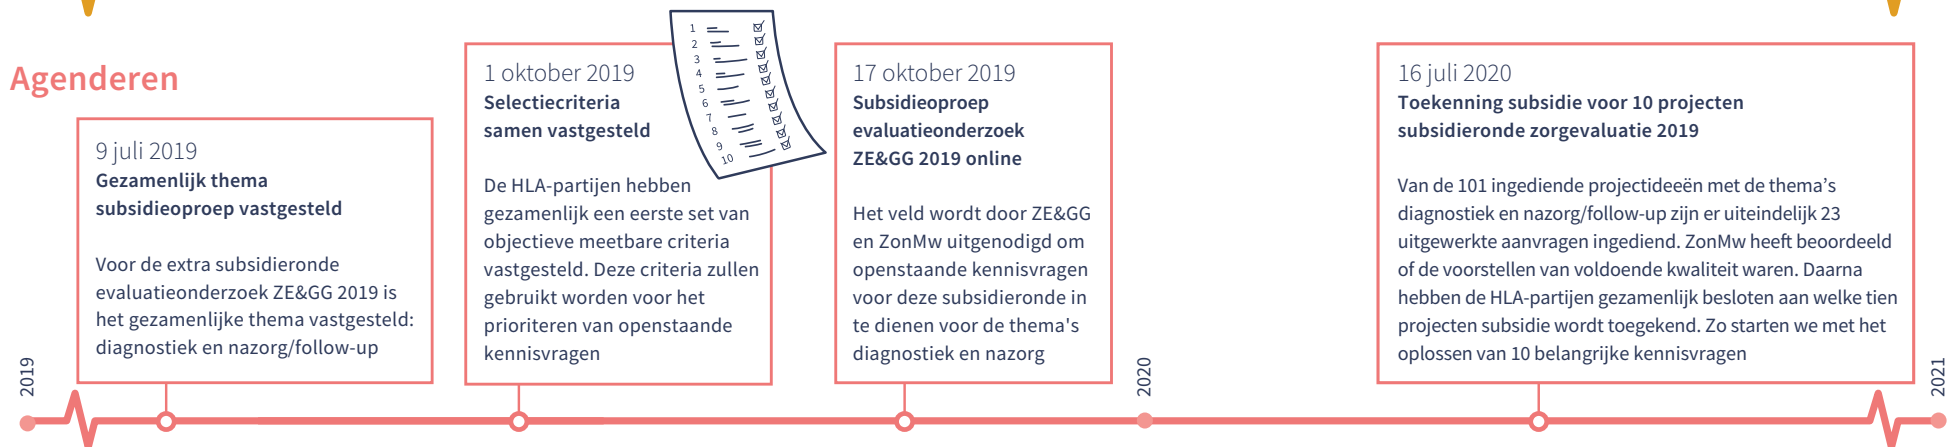 Agenderen
9 juli 2019
Gezamenlijk thema
subsidieoproep vastgesteld
Voor de extra subsidieronde
evaluatieonderzoek ZE&GG 2019 is
het gezamenlijke thema vastgesteld:
diagnostiek en nazorg/follow-up
1 oktober 2019
Selectiecriteria
samen vastgesteld
De HLA-partijen hebben
gezamenlijk een eerste set van
objectieve meetbare criteria
vastgesteld. Deze criteria zullen
gebruikt worden voor het
prioriteren van openstaande
kennisvragen
1
2
3
4
5
6
7
8
9
10
17 oktober 2019
Subsidieoproep
evaluatieonderzoek
ZE&GG 2019 online
Het veld wordt door ZE&GG
en ZonMw uitgenodigd om
openstaande kennisvragen
voor deze subsidieronde in
te dienen voor de thema's
diagnostiek en nazorg
16 juli 2020
Toekenning subsidie voor 10 projecten
subsidieronde zorgevaluatie 2019
Van de 101 ingediende projectideeën met de thema’s
diagnostiek en nazorg/follow-up zijn er uiteindelijk 23
uitgewerkte aanvragen ingediend. ZonMw heeft beoordeeld
of de voorstellen van voldoende kwaliteit waren. Daarna
hebben de HLA-partijen gezamenlijk besloten aan welke tien
projecten subsidie wordt toegekend. Zo starten we met het
oplossen van 10 belangrijke kennisvragen
2019
2020
2021